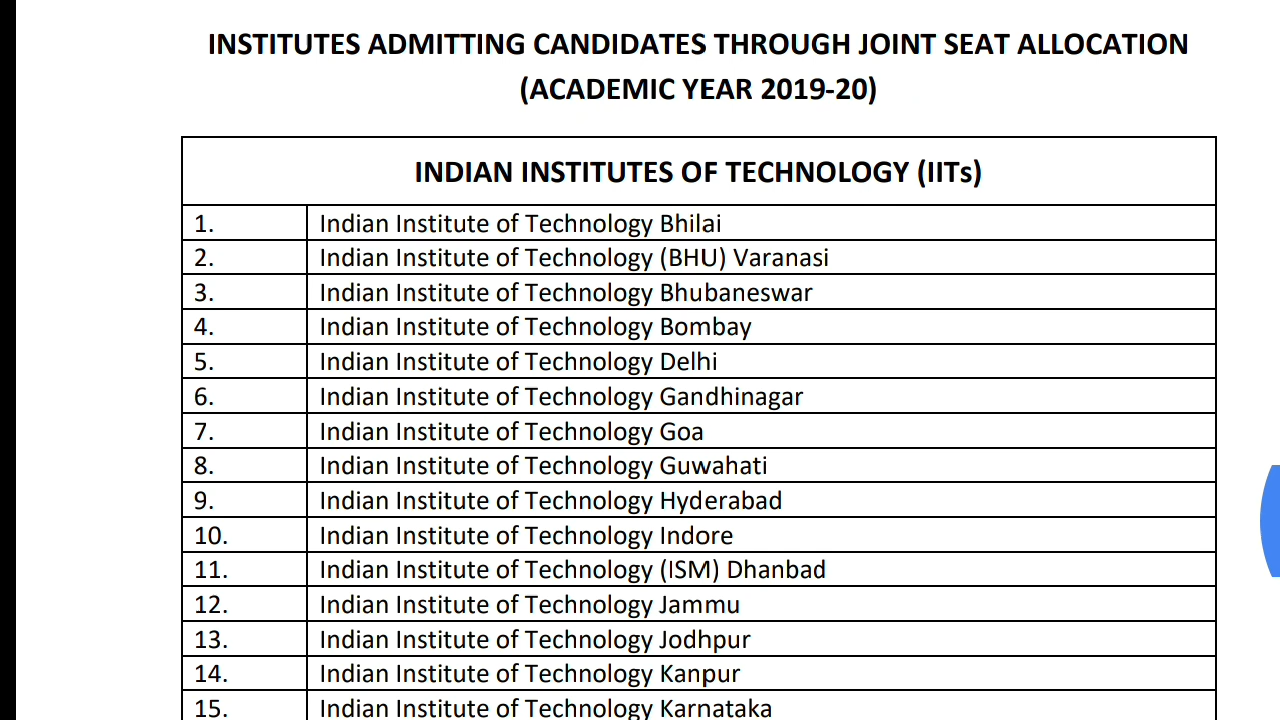 INSTITUTES ADMITTING CANDIDATES THROUGH JOINT SEAT ALLOCATION
(ACADEMIC YEAR 2019-20)
INDIAN INSTITUTES OF TECHNOLOGY (IITs)
1. Indian Institute of Technology Bhilai
2. Indian Institute of Technology (BHU) Varanasi
3. Indian Institute of Technology Bhubaneswar
4. Indian Institute of Technology Bombay
5. Indian Institute of Technology Delhi
6. Indian Institute of Technology Gandhinagar
7. Indian Institute of Technology Goa
8. Indian Institute of Technology Guwahati
9. Indian Institute of Technology Hyderabad
10. Indian Institute of Technology Indore
11. Indian Institute of Technology (ISM) Dhanbad
12. Indian Institute of Technology Jammu
13. Indian Institute of Technology Jodhpur
14. Indian Institute of Technology Kanpur
15. Indian Institute of Technology Karnataka